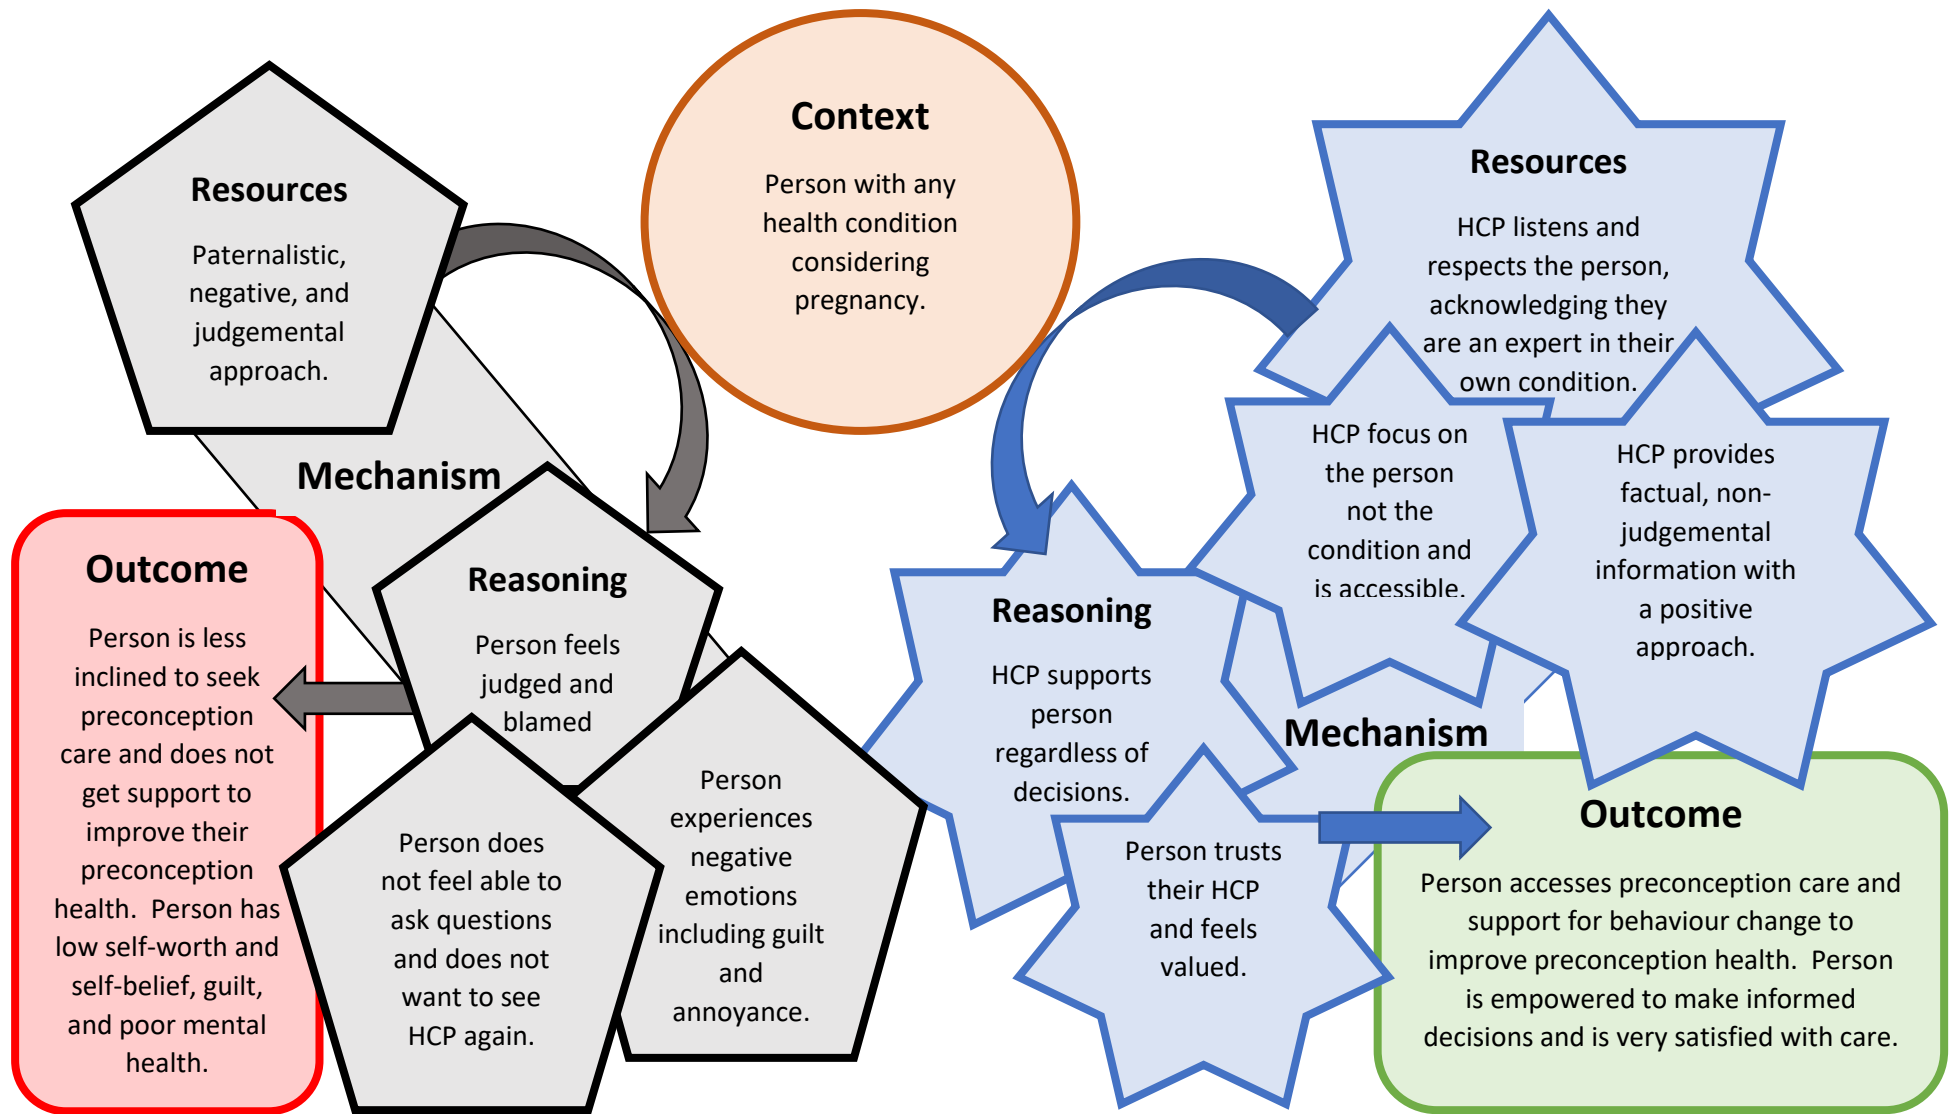 Context
Person with any
health condition
considering
pregnancy.
Resources
Paternalistic,
negative, and
judgemental
approach.
Mechanism
Reasoning
Person feels
judged and
blamed
Person
experiences
negative
emotions
including guilt
and
annoyance.
Person does
not feel able to
ask questions
and does not
want to see
HCP again.
Outcome
Person is less
inclined to seek
preconception
care and does not
get support to
improve their
preconception
health. Person has
low self-worth and
self-belief, guilt,
and poor mental
health.
Resources
HCP listens and
respects the person,
acknowledging they
are an expert in their
own condition.
HCP focus on
the person
not the
condition and
is accessible.
HCP provides
factual, non-
judgemental
information with
a positive
approach.
Mechanism
Reasoning
HCP supports
person
regardless of
decisions.
Person trusts
their HCP
and feels
valued.
Outcome
Person accesses preconception care and
support for behaviour change to
improve preconception health. Person
is empowered to make informed
decisions and is very satisfied with care.